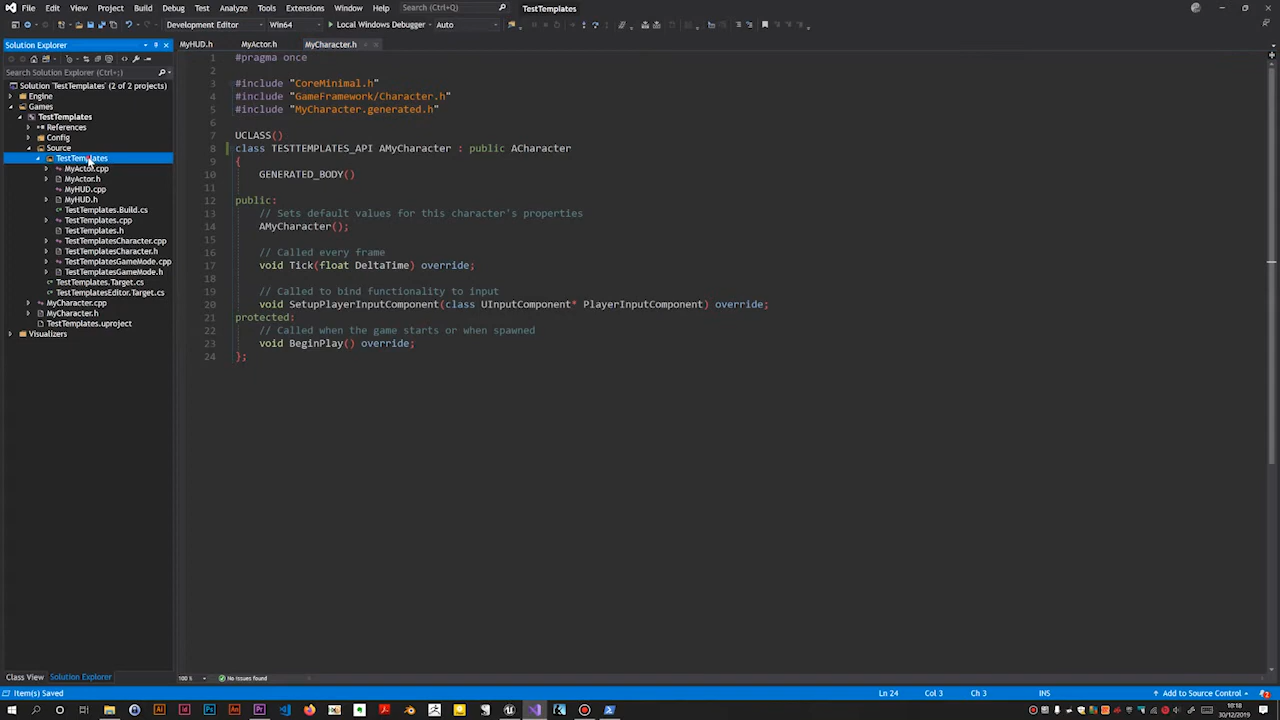 File Edit View Project Build Debug Test Analyze Tools Extensions Window Help Search (Ctrl+;) TestTemplates
Development Editor Win64 Local Windows Debugger Auto
Solution Explorer
MyHUD.h MyActor.h MyCharacter.h
Search Solution Explorer (Ctrl+;)
Solution 'TestTemplates' (2 of 2 projects)
Engine
Games
TestTemplates
References
Config
Source
TestTemplates
MyActor.cpp
MyActor.h
MyHUD.cpp
MyHUD.h
TestTemplates.Build.cs
TestTemplates.cpp
TestTemplates.h
TestTemplatesCharacter.cpp
TestTemplatesCharacter.h
TestTemplatesGameMode.cpp
TestTemplatesGameMode.h
TestTemplates.Target.cs
TestTemplatesEditor.Target.cs
MyCharacter.cpp
MyCharacter.h
TestTemplates.uproject
Visualizers
1 #pragma once
2
3 #include "CoreMinimal.h"
4 #include "GameFramework/Character.h"
5 #include "MyCharacter.generated.h"
6
7 UCLASS()
8 class TESTTEMPLATES_API AMyCharacter : public ACharacter
9 {
10 GENERATED_BODY()
11
12 public:
13 // Sets default values for this character's properties
14 AMyCharacter();
15
16 // Called every frame
17 void Tick(float DeltaTime) override;
18
19 // Called to bind functionality to input
20 void SetupPlayerInputComponent(class UInputComponent* PlayerInputComponent) override;
21 protected:
22 // Called when the game starts or when spawned
23 void BeginPlay() override;
24 };
Class View Solution Explorer
100 % No issues found
Item(s) Saved Ln 24 Col 3 Ch 3 INS Add to Source Control
10:18
30/12/2019